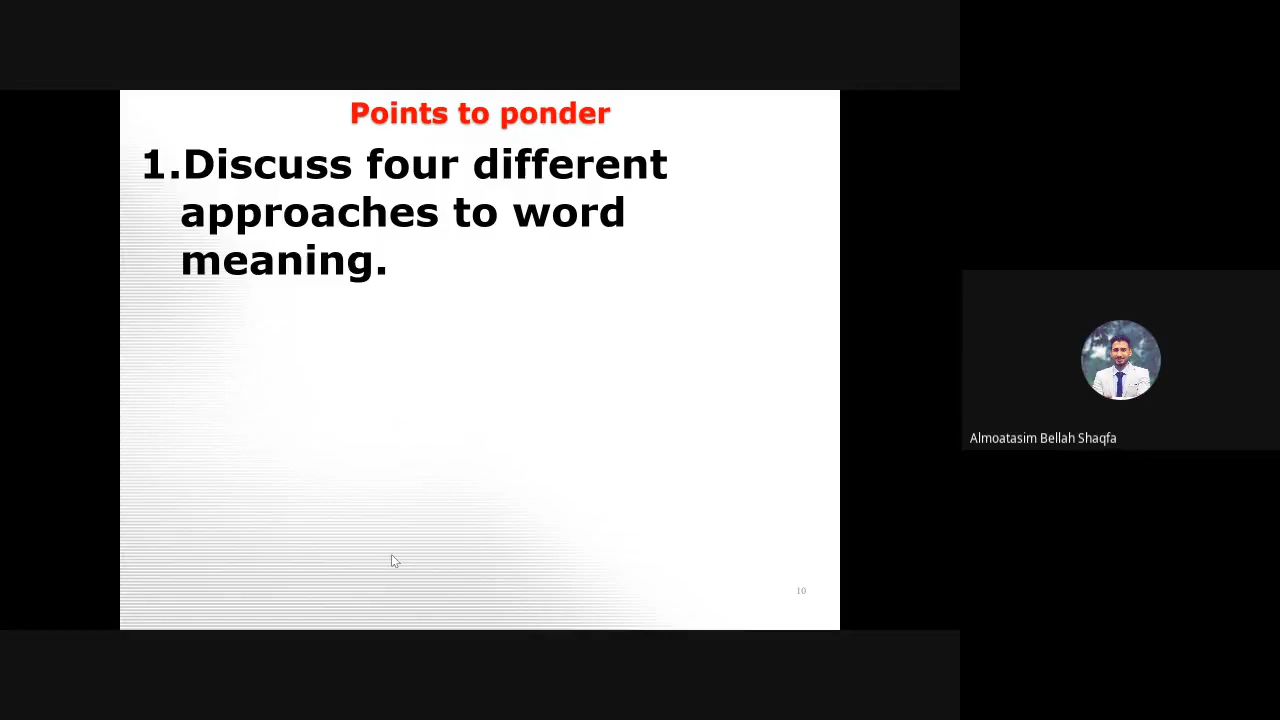 Points to ponder
1.Discuss four different
approaches to word
meaning.
10
Almoatasim Bellah Shaqfa